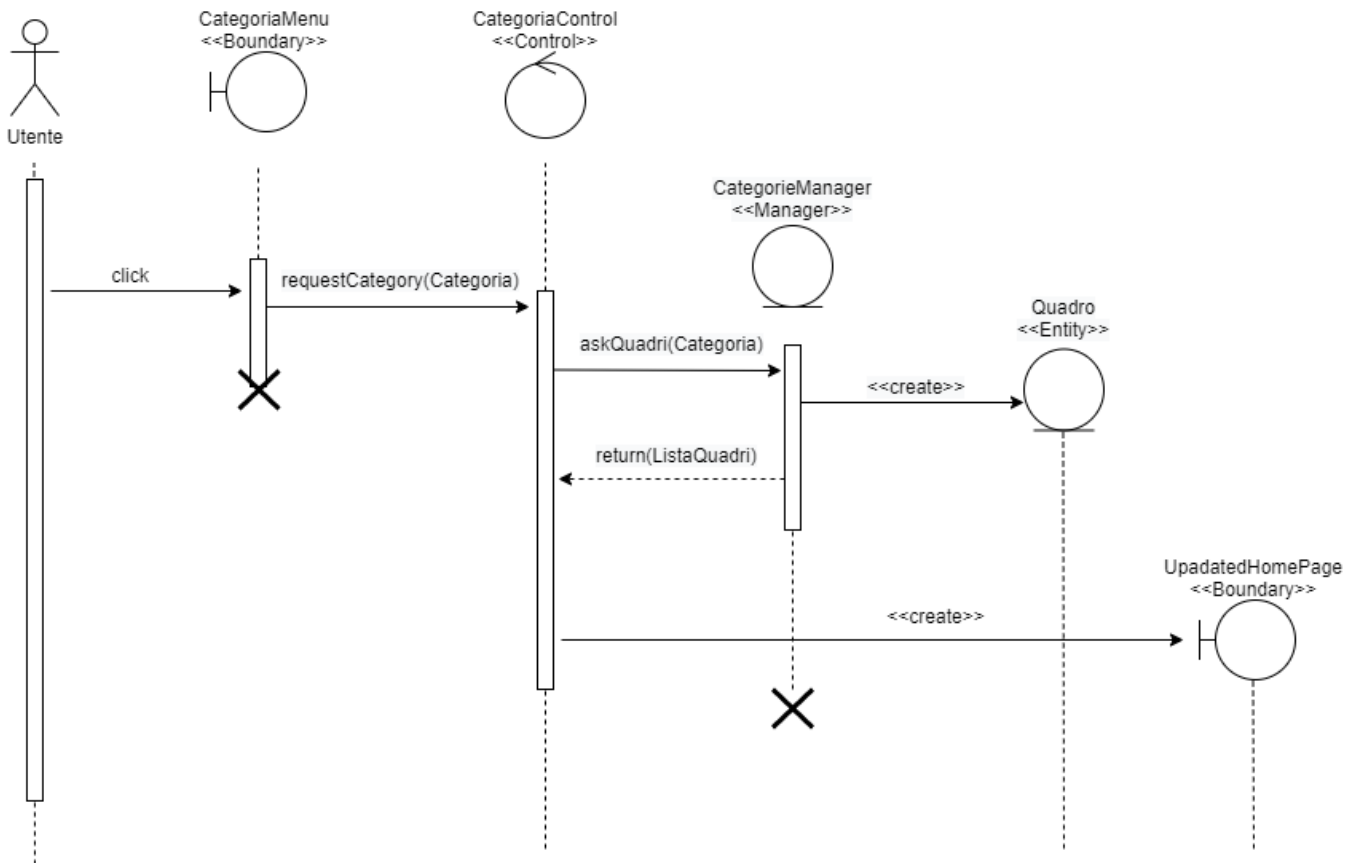 CategoriaMenu
<<Boundary>>
CategoriaControl
<<Control>>
Utente
CategorieManager
<<Manager>>
click
requestCategory(Categoria)
Quadro
<<Entity>>
askQuadri(Categoria)
<<create>>
return(ListaQuadri)
UpadatedHomePage
<<Boundary>>
<<create>>